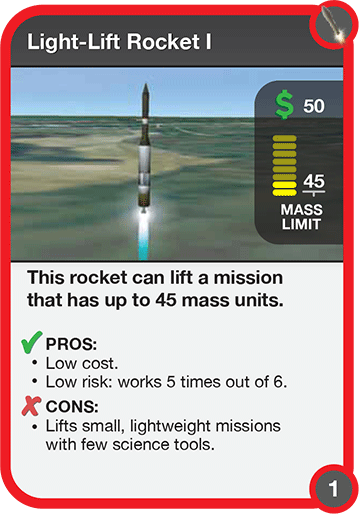 Light-Lift Rocket I
$ 50
45
MASS
LIMIT
This rocket can lift a mission
that has up to 45 mass units.
PROS:
• Low cost.
• Low risk: works 5 times out of 6.
CONS:
• Lifts small, lightweight missions
with few science tools.
1